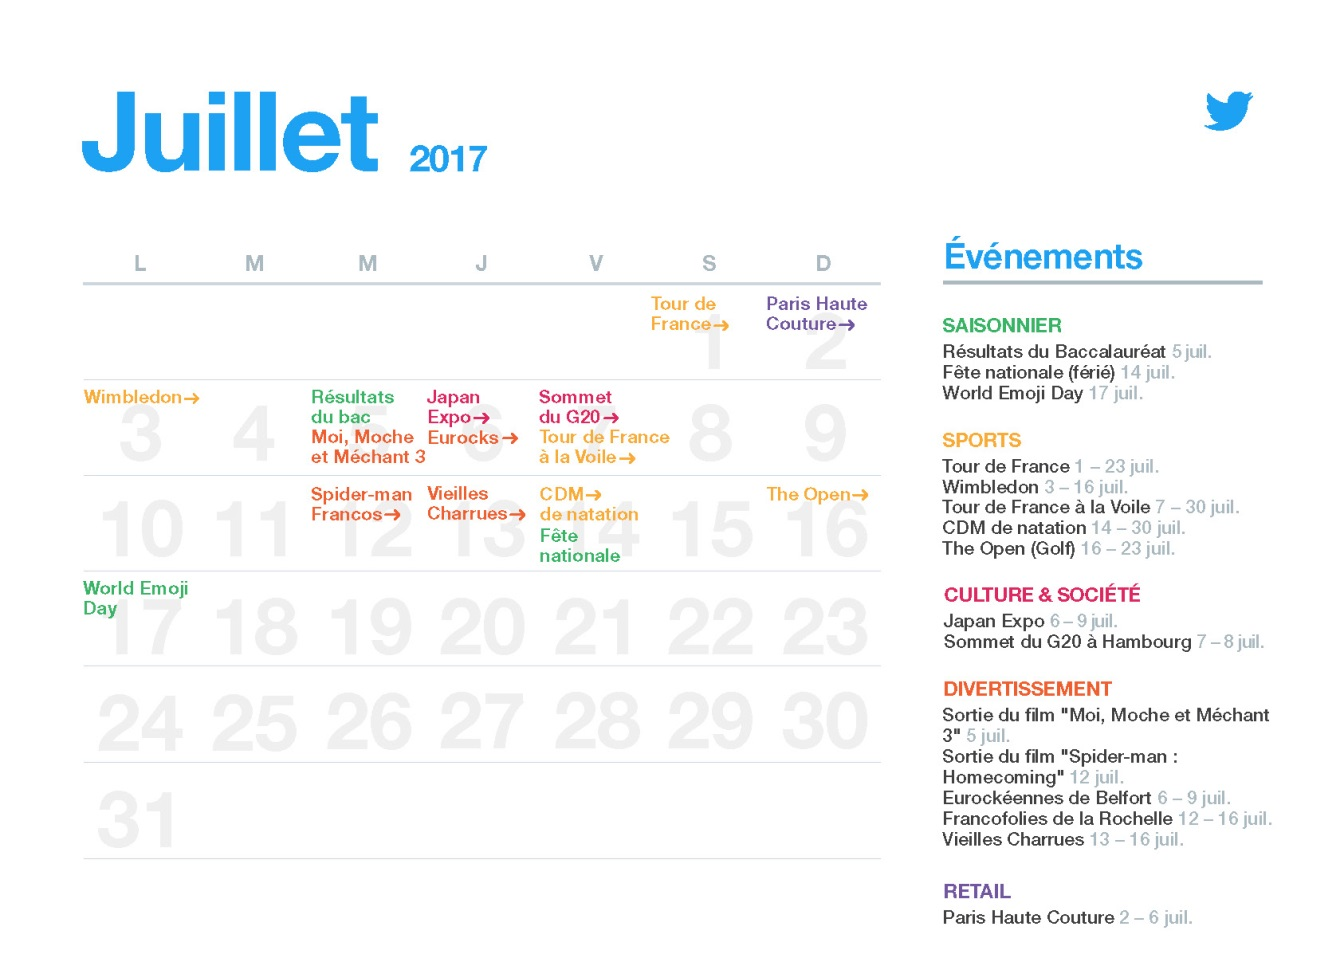 Juillet 2017
L M M J V S D
Tour de
France→
1
Paris Haute
Couture→
2
Wimbledon→
3
4
Résultats
du bac
Moi, Moche
et Méchant 3
5
Japan
Expo→
Eurocks→
6
Sommet
du G20→
Tour de France
à la Voile→
7
8
9
10
11
Spider-man
Francos→
12
Vieilles
Charrues→
13
CDM→
de natation
Fête
nationale
14
15
The Open→
16
World Emoji
Day
17
18 19 20 21 22 23
24 25 26 27 28 29 30
31
Événements
SAISONNIER
Résultats du Baccalauréat 5 juil.
Fête nationale (férié) 14 juil.
World Emoji Day 17 juil.
SPORTS
Tour de France 1 – 23 juil.
Wimbledon 3 – 16 juil.
Tour de France à la Voile 7 – 30 juil.
CDM de natation 14 – 30 juil.
The Open (Golf) 16 – 23 juil.
CULTURE & SOCIÉTÉ
Japan Expo 6 – 9 juil.
Sommet du G20 à Hambourg 7 – 8 juil.
DIVERTISSEMENT
Sortie du film "Moi, Moche et Méchant
3" 5 juil.
Sortie du film "Spider-man :
Homecoming" 12 juil.
Eurockéennes de Belfort 6 – 9 juil.
Francofolies de la Rochelle 12 – 16 juil.
Vieilles Charrues 13 – 16 juil.
RETAIL
Paris Haute Couture 2 – 6 juil.